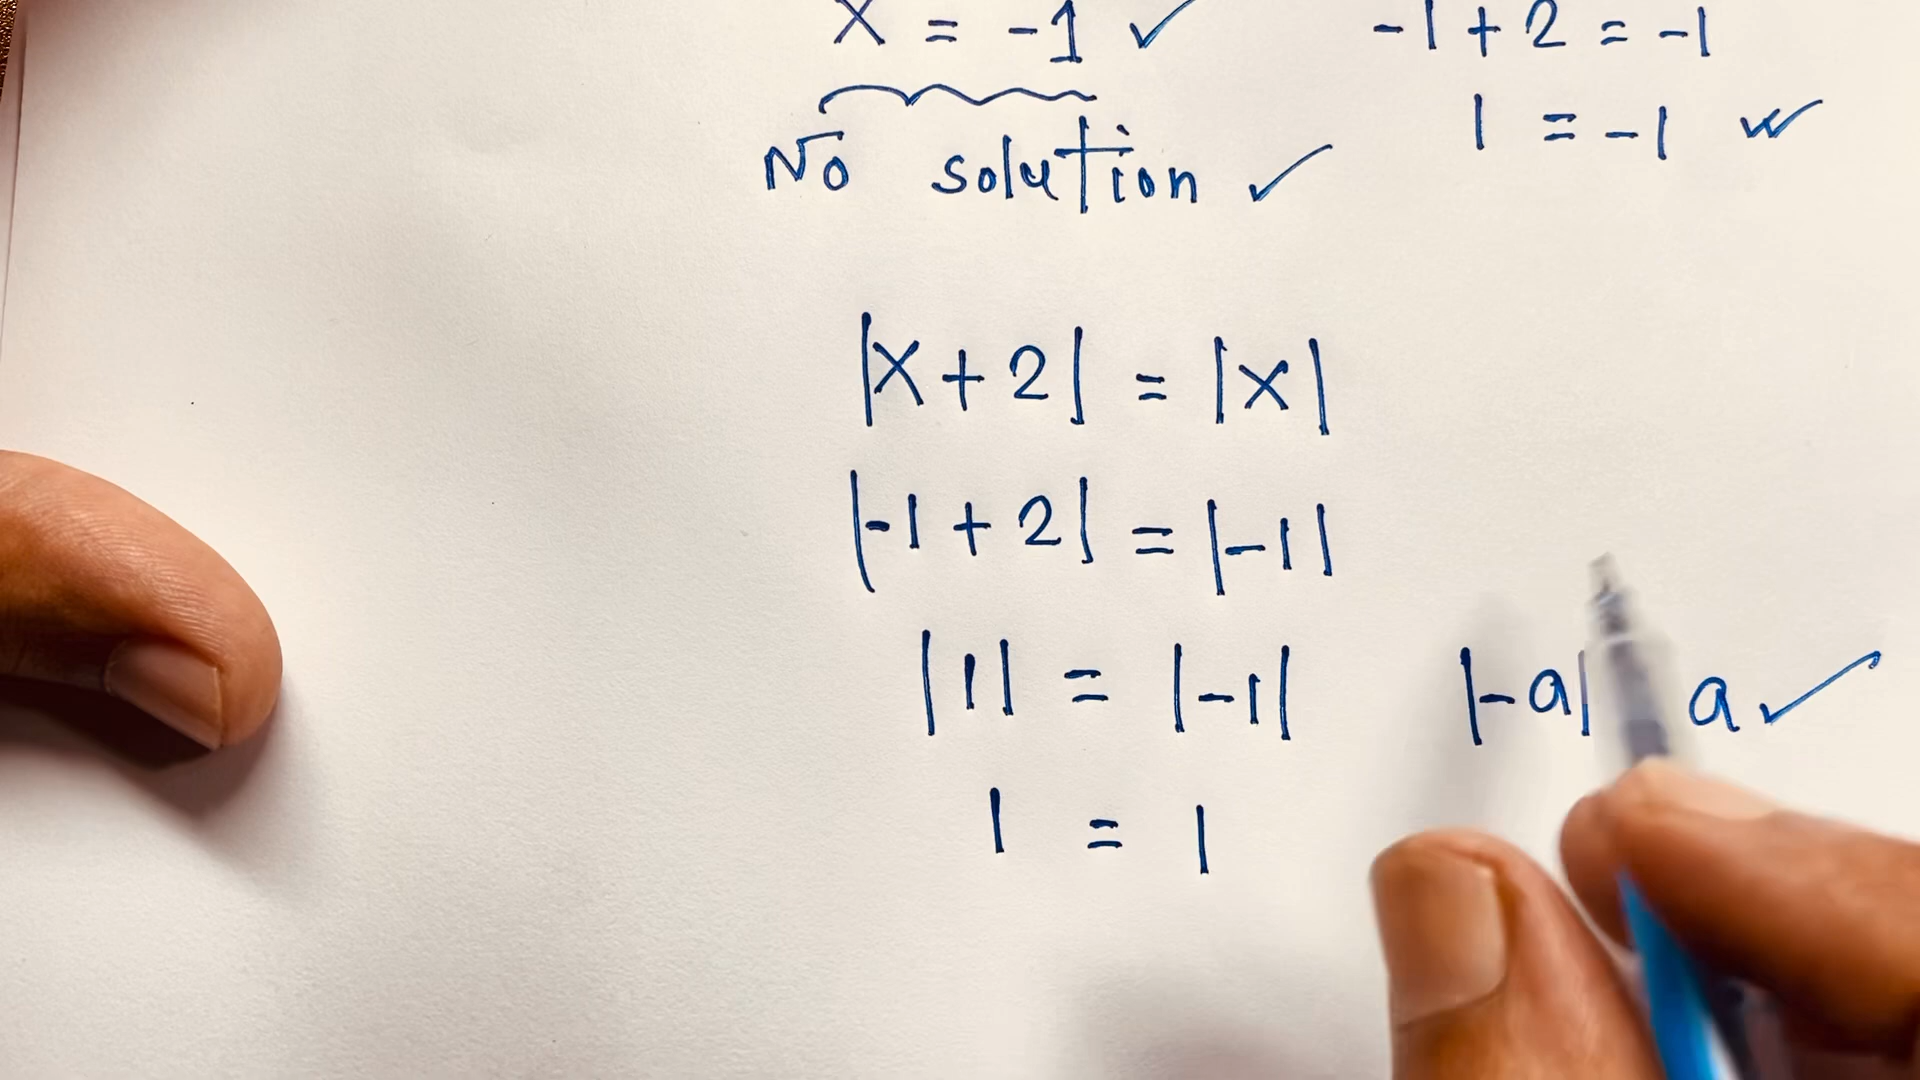 x = -1 ✓
-1 + 2 = -1
1 = -1
No solution ✓
|x + 2| = |x|
|-1 + 2| = |-1|
|1| = |-1|
|-a| a ✓
1 = 1